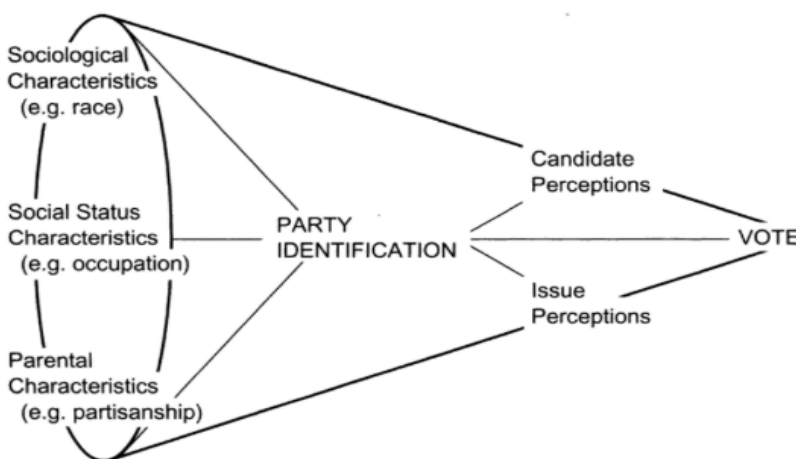 Sociological
Characteristics
(e.g. race)
Social Status
Characteristics
(e.g. occupation)
Parental
Characteristics
(e.g. partisanship)
PARTY
IDENTIFICATION
Candidate
Perceptions
Issue
Perceptions
VOTE